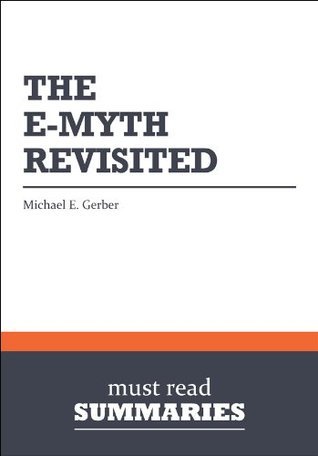 THE
E-MYTH
REVISITED
Michael E. Gerber
must read
SUMMARIES